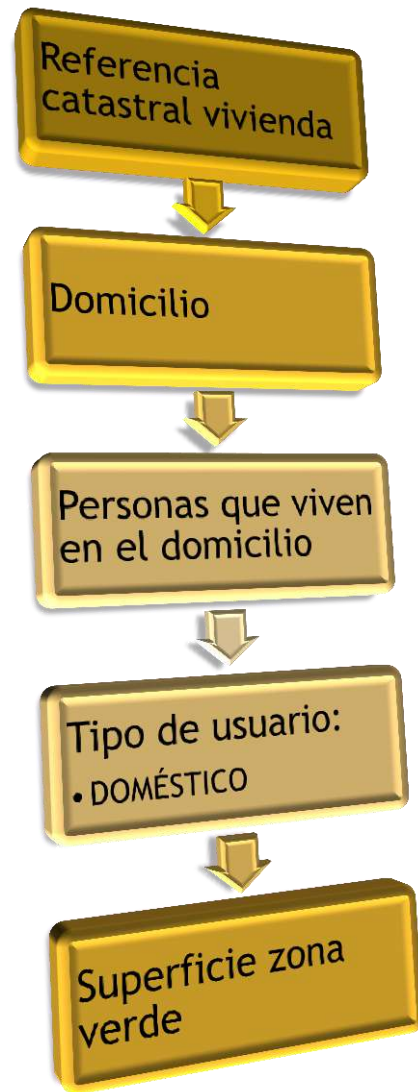 Referencia
catastral vivienda
Domicilio
Personas que viven
en el domicilio
Tipo de usuario:
• DOMÉSTICO
Superficie zona
verde